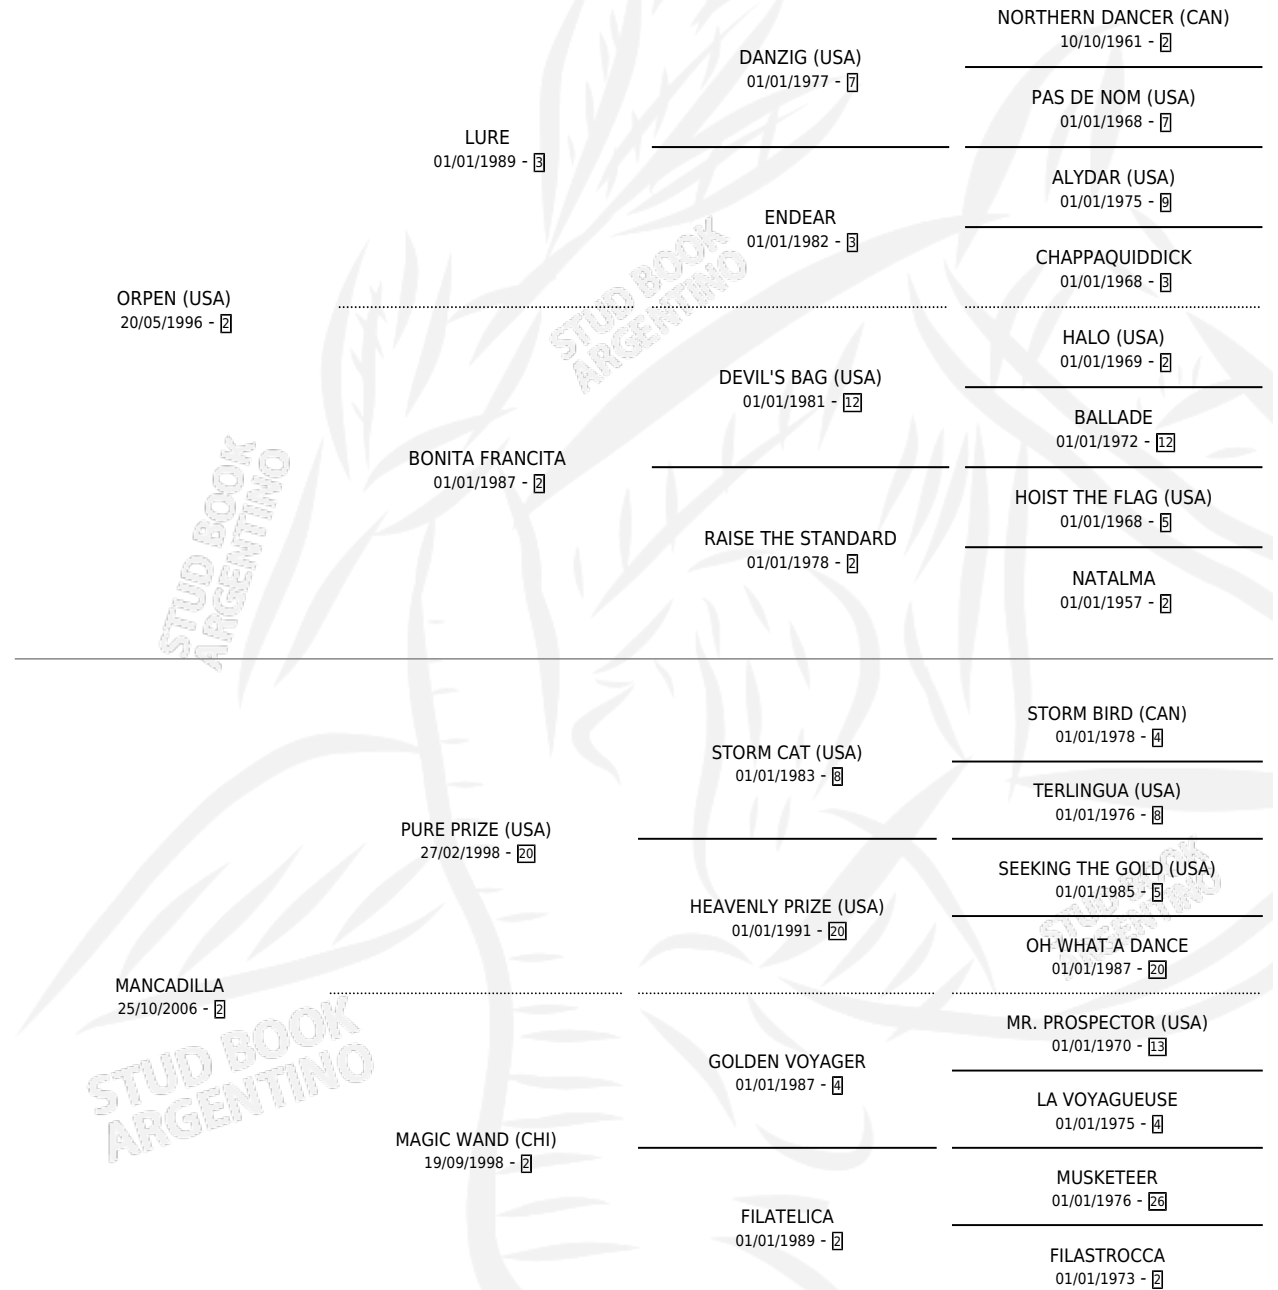 NORTHERN DANCER (CAN)
10/10/1961 - 2
DANZIG (USA)
01/01/1977 - 7
PAS DE NOM (USA)
01/01/1968 - 7
LURE
01/01/1989 - 3
ALYDAR (USA)
01/01/1975 - 9
ENDEAR
01/01/1982 - 3
CHAPPAQUIDDICK
01/01/1968 - 3
ORPEN (USA)
20/05/1996 - 2
HALO (USA)
01/01/1969 - 2
DEVIL'S BAG (USA)
01/01/1981 - 12
BALLADE
01/01/1972 - 12
BONITA FRANCITA
01/01/1987 - 2
HOIST THE FLAG (USA)
01/01/1968 - 5
RAISE THE STANDARD
01/01/1978 - 2
NATALMA
01/01/1957 - 2
STUD BOOK
ARGENTINO
STUD BOOK
ARGENTINO
STORM BIRD (CAN)
01/01/1978 - 4
STORM CAT (USA)
01/01/1983 - 8
TERLINGUA (USA)
01/01/1976 - 8
PURE PRIZE (USA)
27/02/1998 - 20
SEEKING THE GOLD (USA)
01/01/1985 - 5
HEAVENLY PRIZE (USA)
01/01/1991 - 20
OH WHAT A DANCE
01/01/1987 - 20
MANCADILLA
25/10/2006 - 2
MR. PROSPECTOR (USA)
01/01/1970 - 13
GOLDEN VOYAGER
01/01/1987 - 4
LA VOYAGUEUSE
01/01/1975 - 4
MAGIC WAND (CHI)
19/09/1998 - 2
MUSKETEER
01/01/1976 - 26
FILATELICA
01/01/1989 - 2
FILASTROCCA
01/01/1973 - 2
STUD BOOK
ARGENTINO
STUD BOOK
ARGENTINO